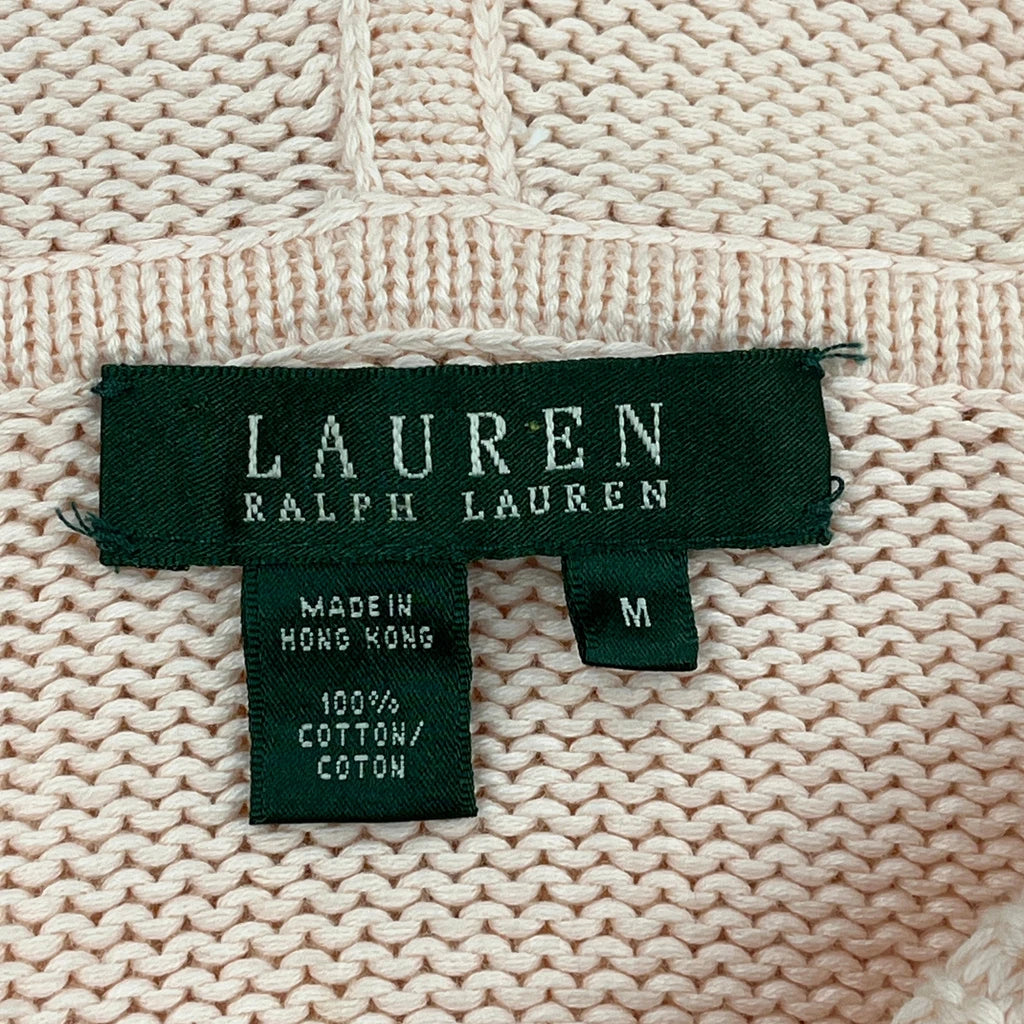 LAUREN
RALPH LAUREN
MADE IN
HONG KONG
100%
COTTON/
COTON
M